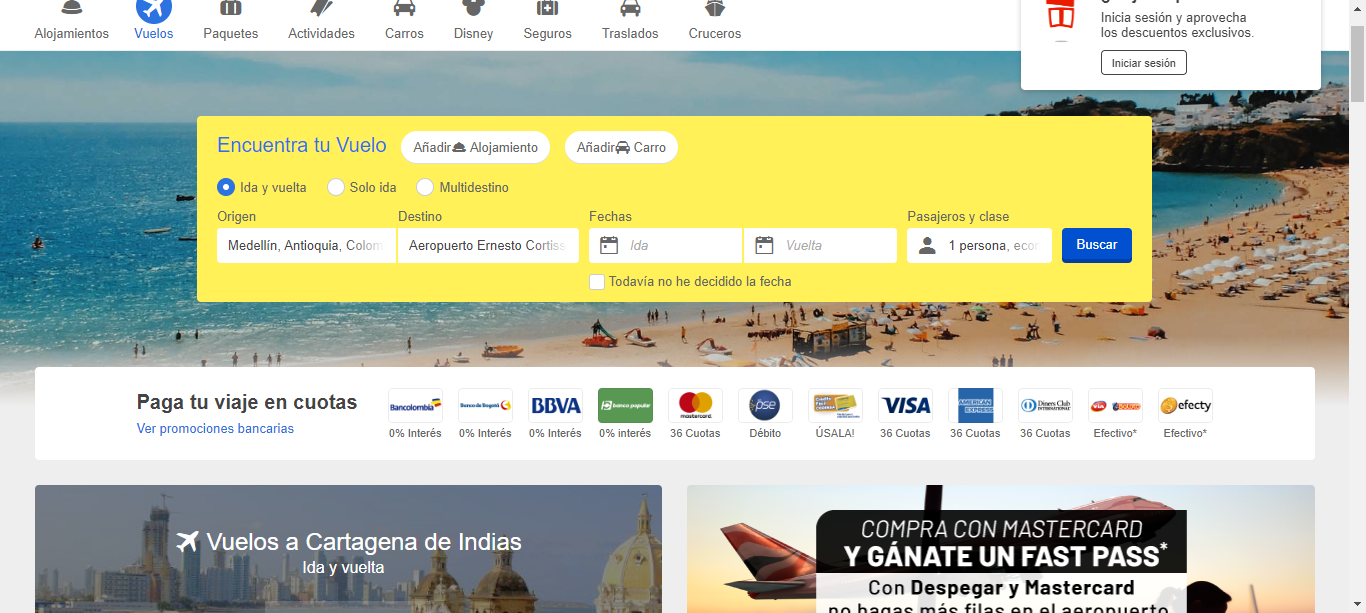 Alojamientos
Vuelos
Paquetes
Actividades
Carros
Disney
Seguros
Traslados
Cruceros
Inicia sesión y aprovecha
los descuentos exclusivos.
Iniciar sesión
Encuentra tu Vuelo
Añadir Alojamiento
Añadir Carro
Ida y vuelta
Solo ida
Multidestino
Origen
Destino
Fechas
Pasajeros y clase
Medellín, Antioquia, Colom
Aeropuerto Ernesto Cortiss
Ida
Vuelta
1 persona, econ
Buscar
Todavía no he decidido la fecha
Paga tu viaje en cuotas
Ver promociones bancarias
Bancolombia
0% Interés
Banco de Bogotá
0% Interés
BBVA
0% Interés
banco popular
0% interés
mastercard
36 Cuotas
pse
Débito
ÚSALA!
VISA
36 Cuotas
AMERICAN EXPRESS
36 Cuotas
Diners Club
INTERNATIONAL
36 Cuotas
via
Efectivo*
efecty
Efectivo*
Vuelos a Cartagena de Indias
Ida y vuelta
COMPRA CON MASTERCARD
Y GÁNATE UN FAST PASS*
Con Despegar y Mastercard
no hagas más filas en el aeropuerto